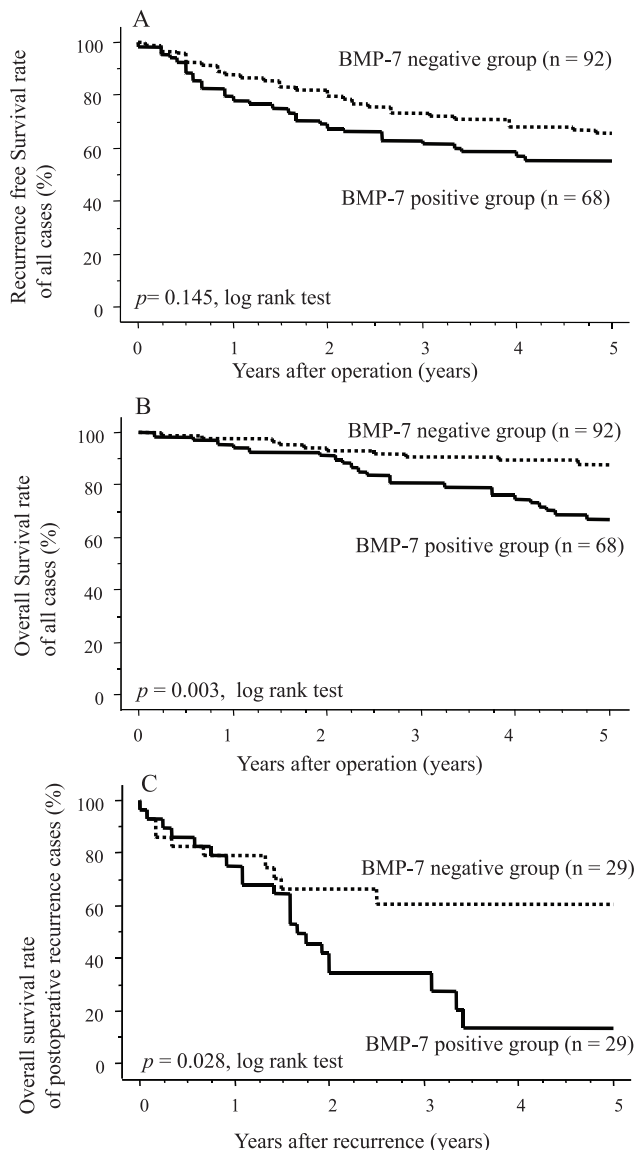 A
Recurrence free Survival rate
of all cases (%)
100
80
60
40
20
0
BMP-7 negative group (n = 92)
BMP-7 positive group (n = 68)
p= 0.145, log rank test
0 1 2 3 4 5
Years after operation (years)
B
Overall Survival rate
of all cases (%)
100
80
60
40
20
0
BMP-7 negative group (n = 92)
BMP-7 positive group (n = 68)
p = 0.003, log rank test
0 1 2 3 4 5
Years after operation (years)
C
Overall survival rate
of postoperative recurrence cases (%)
100
80
60
40
20
0
BMP-7 negative group (n = 29)
BMP-7 positive group (n = 29)
p = 0.028, log rank test
0 1 2 3 4 5
Years after recurrence (years)